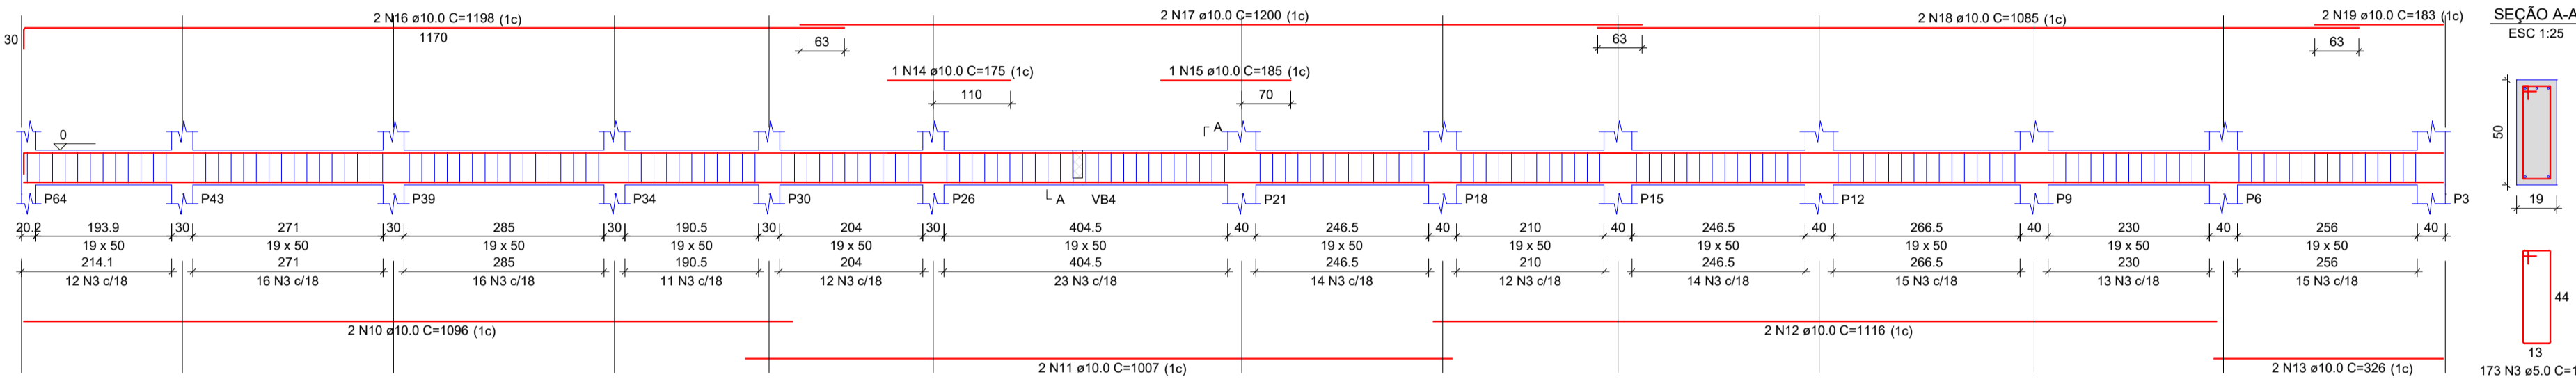 2 N16 ø10.0 C=1198 (1c)
2 N17 ø10.0 C=1200 (1c)
2 N18 ø10.0 C=1085 (1c)
2 N19 ø10.0 C=183 (1c)
SEÇÃO A-A
ESC 1:25
30
1170
63
63
63
1 N14 ø10.0 C=175 (1c)
1 N15 ø10.0 C=185 (1c)
110
70
0
A
50
P64
P43
P39
P34
P30
P26
A
VB4
P21
P18
P15
P12
P9
P6
P3
19
20.2 193.9 30 271 30 285 30 190.5 30 204 30 404.5 40 246.5 40 210 40 246.5 40 266.5 40 230 40 256 40
19 x 50 19 x 50 19 x 50 19 x 50 19 x 50 19 x 50 19 x 50 19 x 50 19 x 50 19 x 50 19 x 50 19 x 50
214.1 271 285 190.5 204 404.5 246.5 210 246.5 266.5 230 256
12 N3 c/18 16 N3 c/18 16 N3 c/18 11 N3 c/18 12 N3 c/18 23 N3 c/18 14 N3 c/18 12 N3 c/18 14 N3 c/18 15 N3 c/18 13 N3 c/18 15 N3 c/18
44
2 N10 ø10.0 C=1096 (1c)
2 N12 ø10.0 C=1116 (1c)
13
2 N11 ø10.0 C=1007 (1c)
2 N13 ø10.0 C=326 (1c)
173 N3 ø5.0